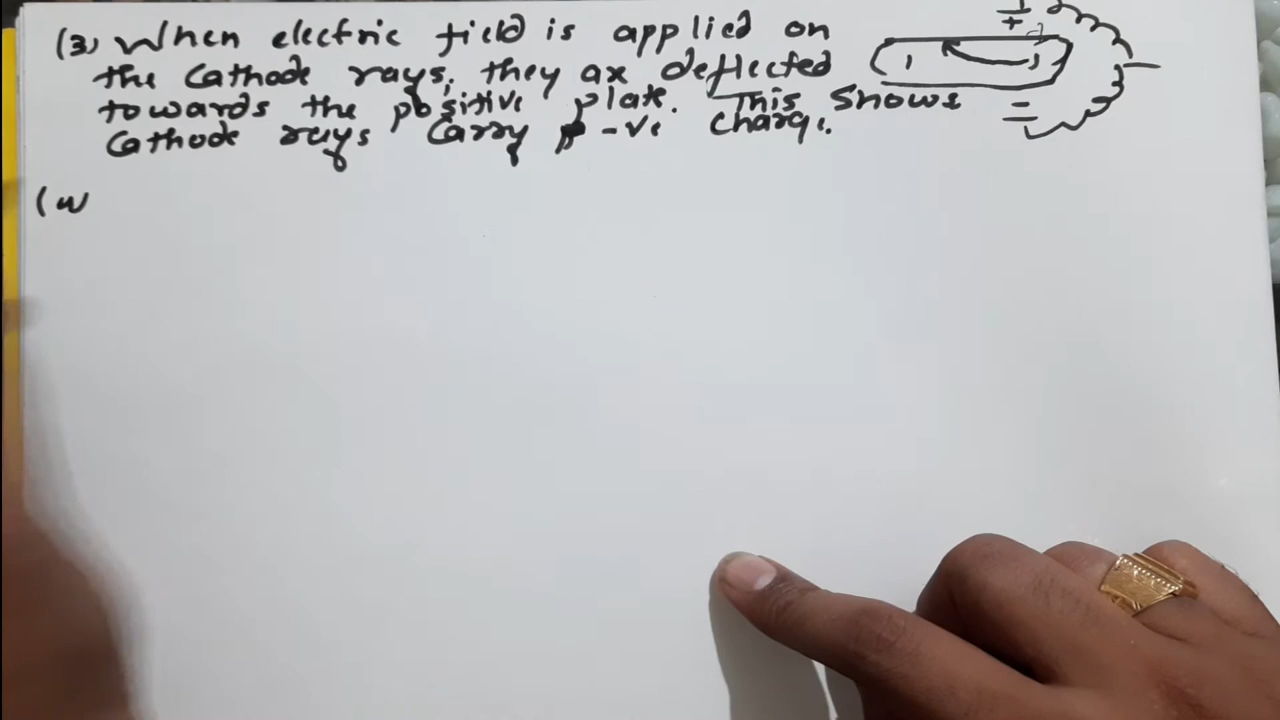 (3) When electric field is applied on
the Cathode rays, they are deflected
towards the positive plate. This shows
Cathode rays carry -ve charge.
+
(